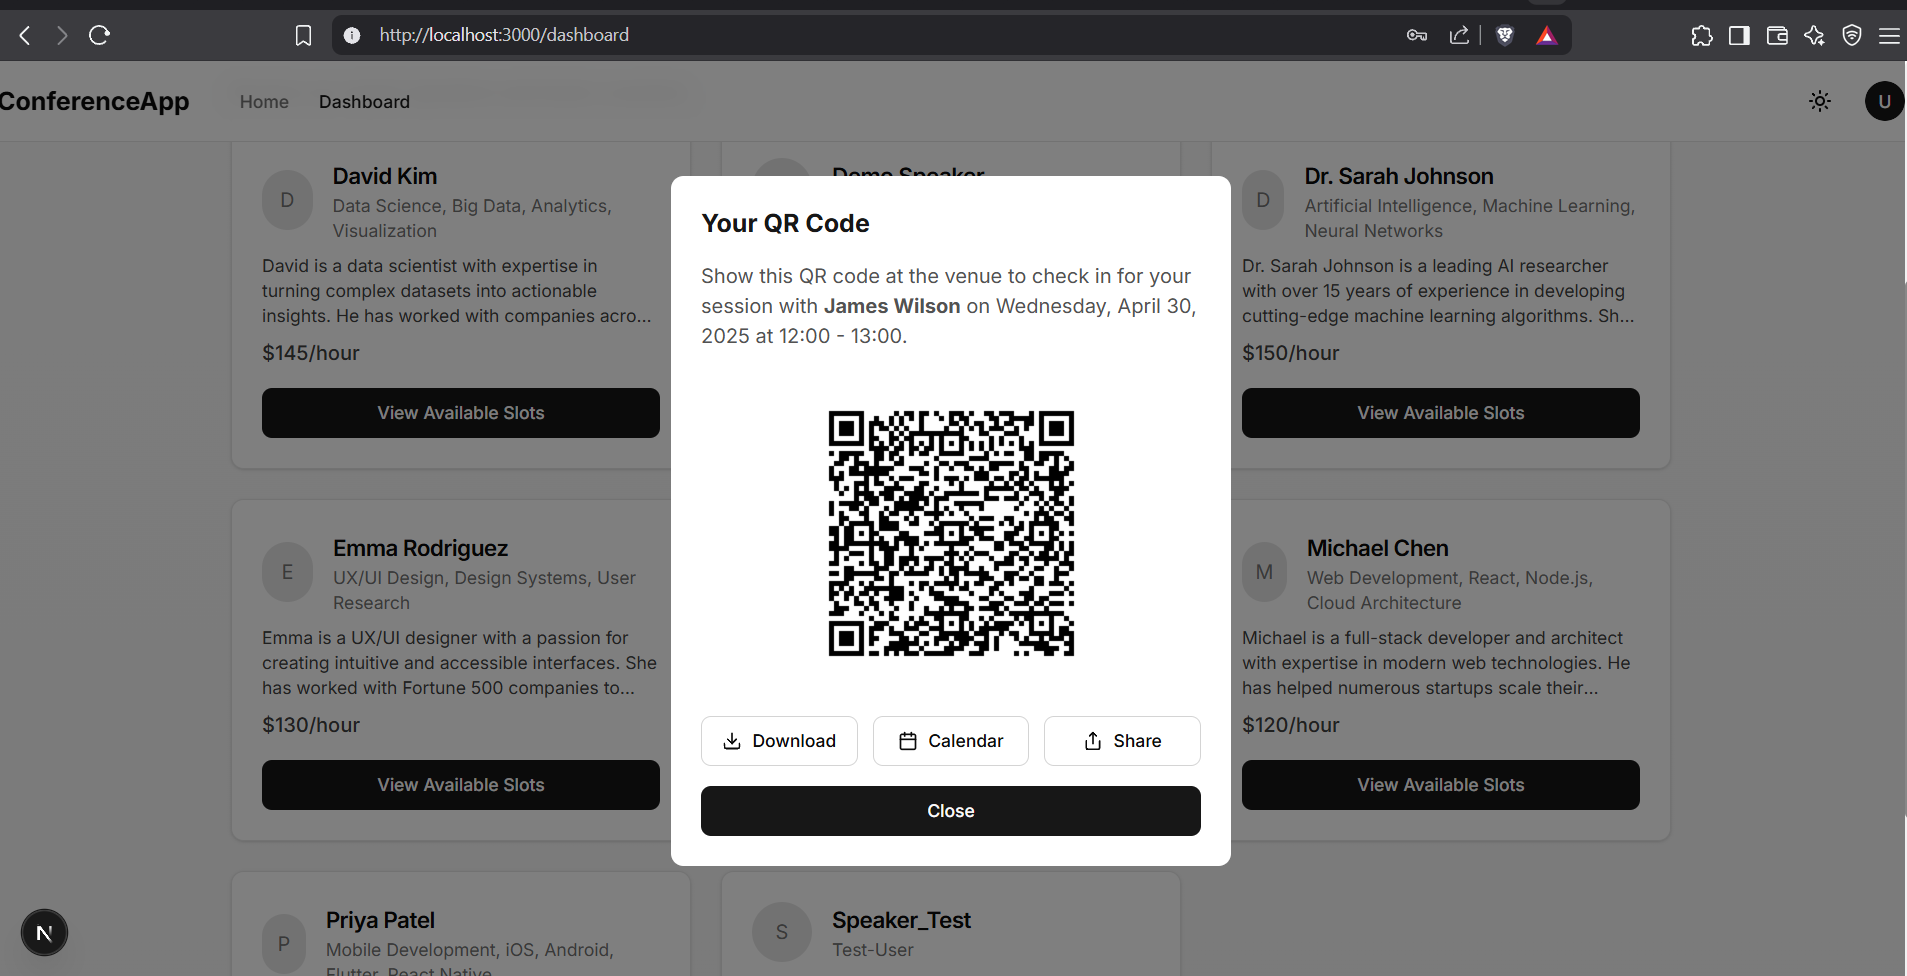 http://localhost:3000/dashboard
ConferenceApp
Home
Dashboard
U
D
David Kim
Data Science, Big Data, Analytics,
Visualization
David is a data scientist with expertise in
turning complex datasets into actionable
insights. He has worked with companies acro...
$145/hour
View Available Slots
Demo Speaker
D
Dr. Sarah Johnson
Artificial Intelligence, Machine Learning,
Neural Networks
Dr. Sarah Johnson is a leading AI researcher
with over 15 years of experience in developing
cutting-edge machine learning algorithms. Sh...
$150/hour
View Available Slots
Your QR Code
Show this QR code at the venue to check in for your
session with James Wilson on Wednesday, April 30,
2025 at 12:00 - 13:00.
Download
Calendar
Share
Close
E
Emma Rodriguez
UX/UI Design, Design Systems, User
Research
Emma is a UX/UI designer with a passion for
creating intuitive and accessible interfaces. She
has worked with Fortune 500 companies to...
$130/hour
View Available Slots
M
Michael Chen
Web Development, React, Node.js,
Cloud Architecture
Michael is a full-stack developer and architect
with expertise in modern web technologies. He
has helped numerous startups scale their...
$120/hour
View Available Slots
P
Priya Patel
Mobile Development, iOS, Android,
Flutter, React Native
S
Speaker_Test
Test-User
N